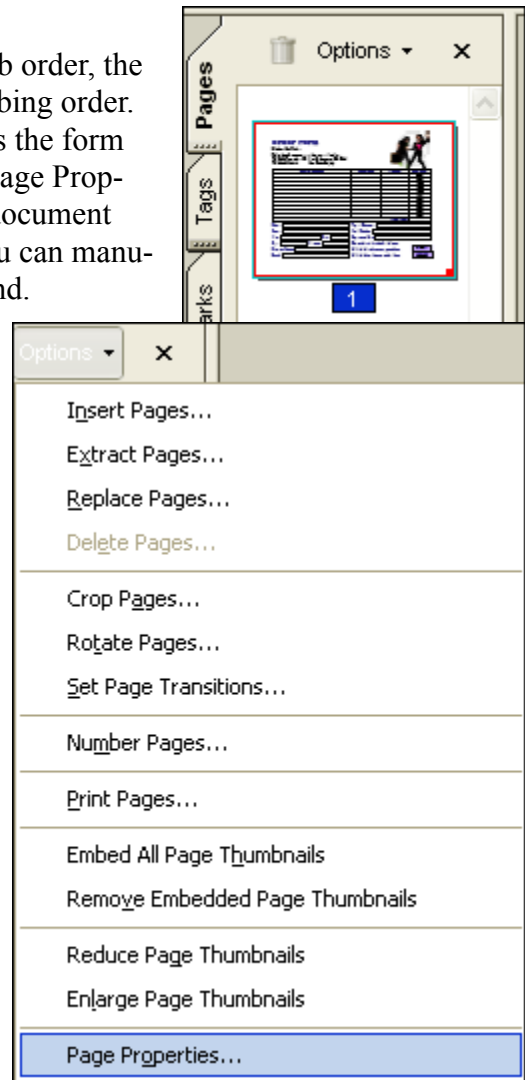 b order, the
bing order.
s the form
age Prop-
document
u can manu-
nd.
Options
Pages
Tags
arks
1
Options
Insert Pages...
Extract Pages...
Replace Pages...
Delete Pages...
Crop Pages...
Rotate Pages...
Set Page Transitions...
Number Pages...
Print Pages...
Embed All Page Thumbnails
Remove Embedded Page Thumbnails
Reduce Page Thumbnails
Enlarge Page Thumbnails
Page Properties...